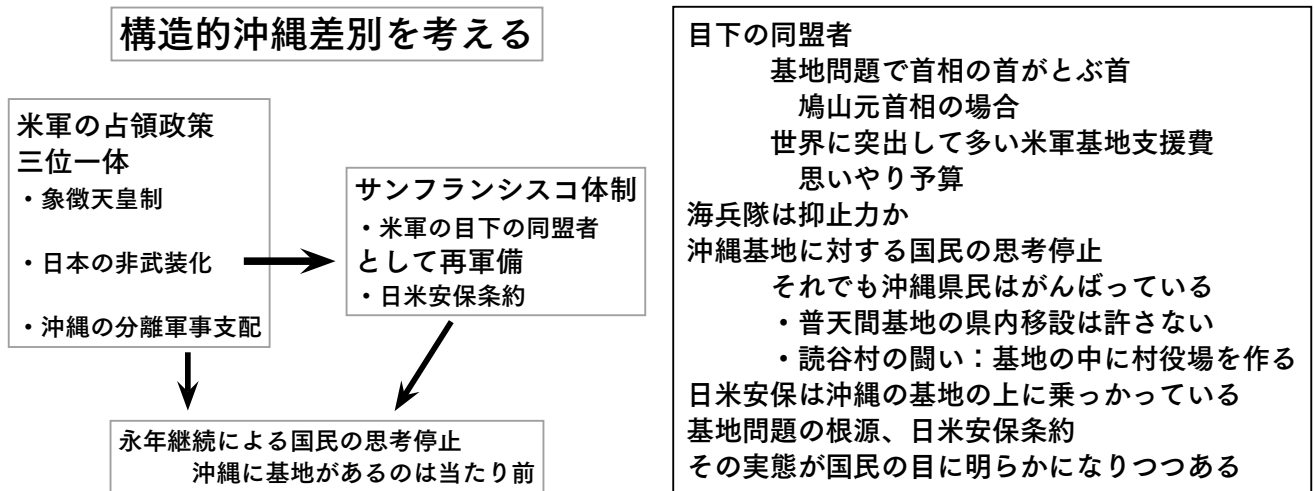 構造的沖縄差別を考える
米軍の占領政策
三位一体
・象徴天皇制
・日本の非武装化
・沖縄の分離軍事支配
サンフランシスコ体制
・米軍の目下の同盟者
として再軍備
・日米安保条約
永年継続による国民の思考停止
沖縄に基地があるのは当たり前
目下の同盟者
基地問題で首相の首がとぶ首
鳩山元首相の場合
世界に突出して多い米軍基地支援費
思いやり予算
海兵隊は抑止力か
沖縄基地に対する国民の思考停止
それでも沖縄県民はがんばっている
・普天間基地の県内移設は許さない
・読谷村の闘い：基地の中に村役場を作る
日米安保は沖縄の基地の上に乗っかっている
基地問題の根源、日米安保条約
その実態が国民の目に明らかになりつつある